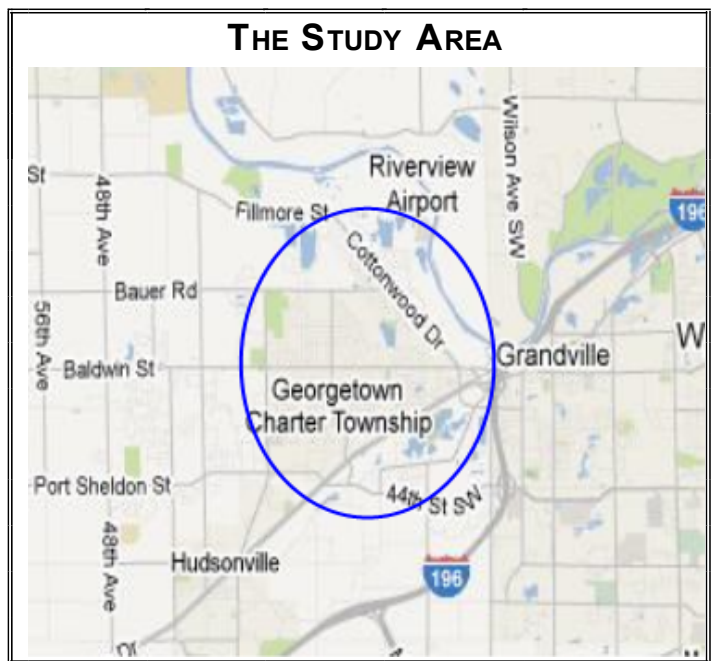 THE STUDY AREA
Riverview
Airport
Wilson Ave SW
196
St
48th Ave
Fillmore St
Cottonwood Dr
Bauer Rd
56th Ave
Baldwin St
Grandville
W
Georgetown
Charter Township
Port Sheldon St
44th St SW
48th Ave
Hudsonville
196
Dr